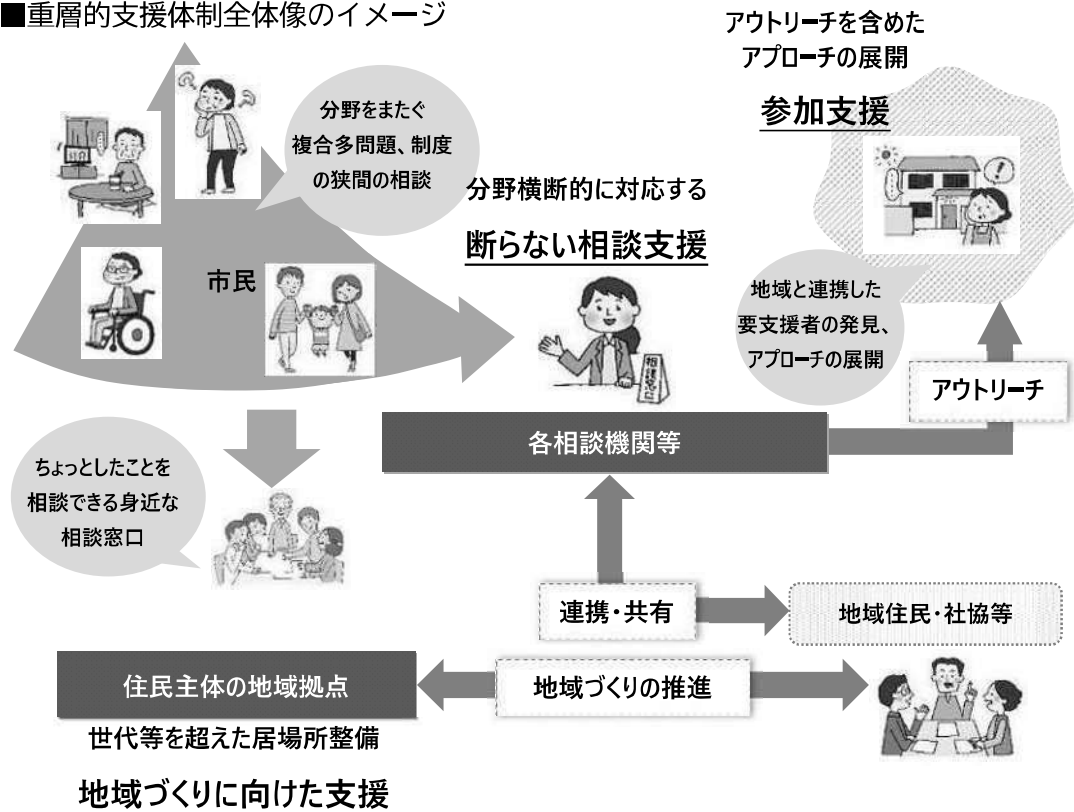 ■重層的支援体制全体像のイメージ
アウトリーチを含めた
アプローチの展開
参加支援
分野をまたぐ
複合多問題、制度
の狭間の相談
分野横断的に対応する
断らない相談支援
市民
地域と連携した
要支援者の発見、
アプローチの展開
アウトリーチ
相談窓口
各相談機関等
ちょっとしたことを
相談できる身近な
相談窓口
連携・共有
地域住民・社協等
住民主体の地域拠点
地域づくりの推進
世代等を超えた居場所整備
地域づくりに向けた支援